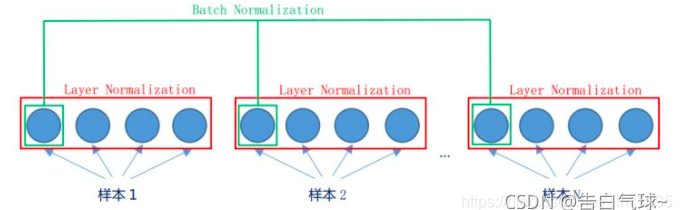 Batch Normalization
Layer Normalization Layer Normalization Layer Normalization
...
样本1 样本2 样本N
CSDN @告白气球~